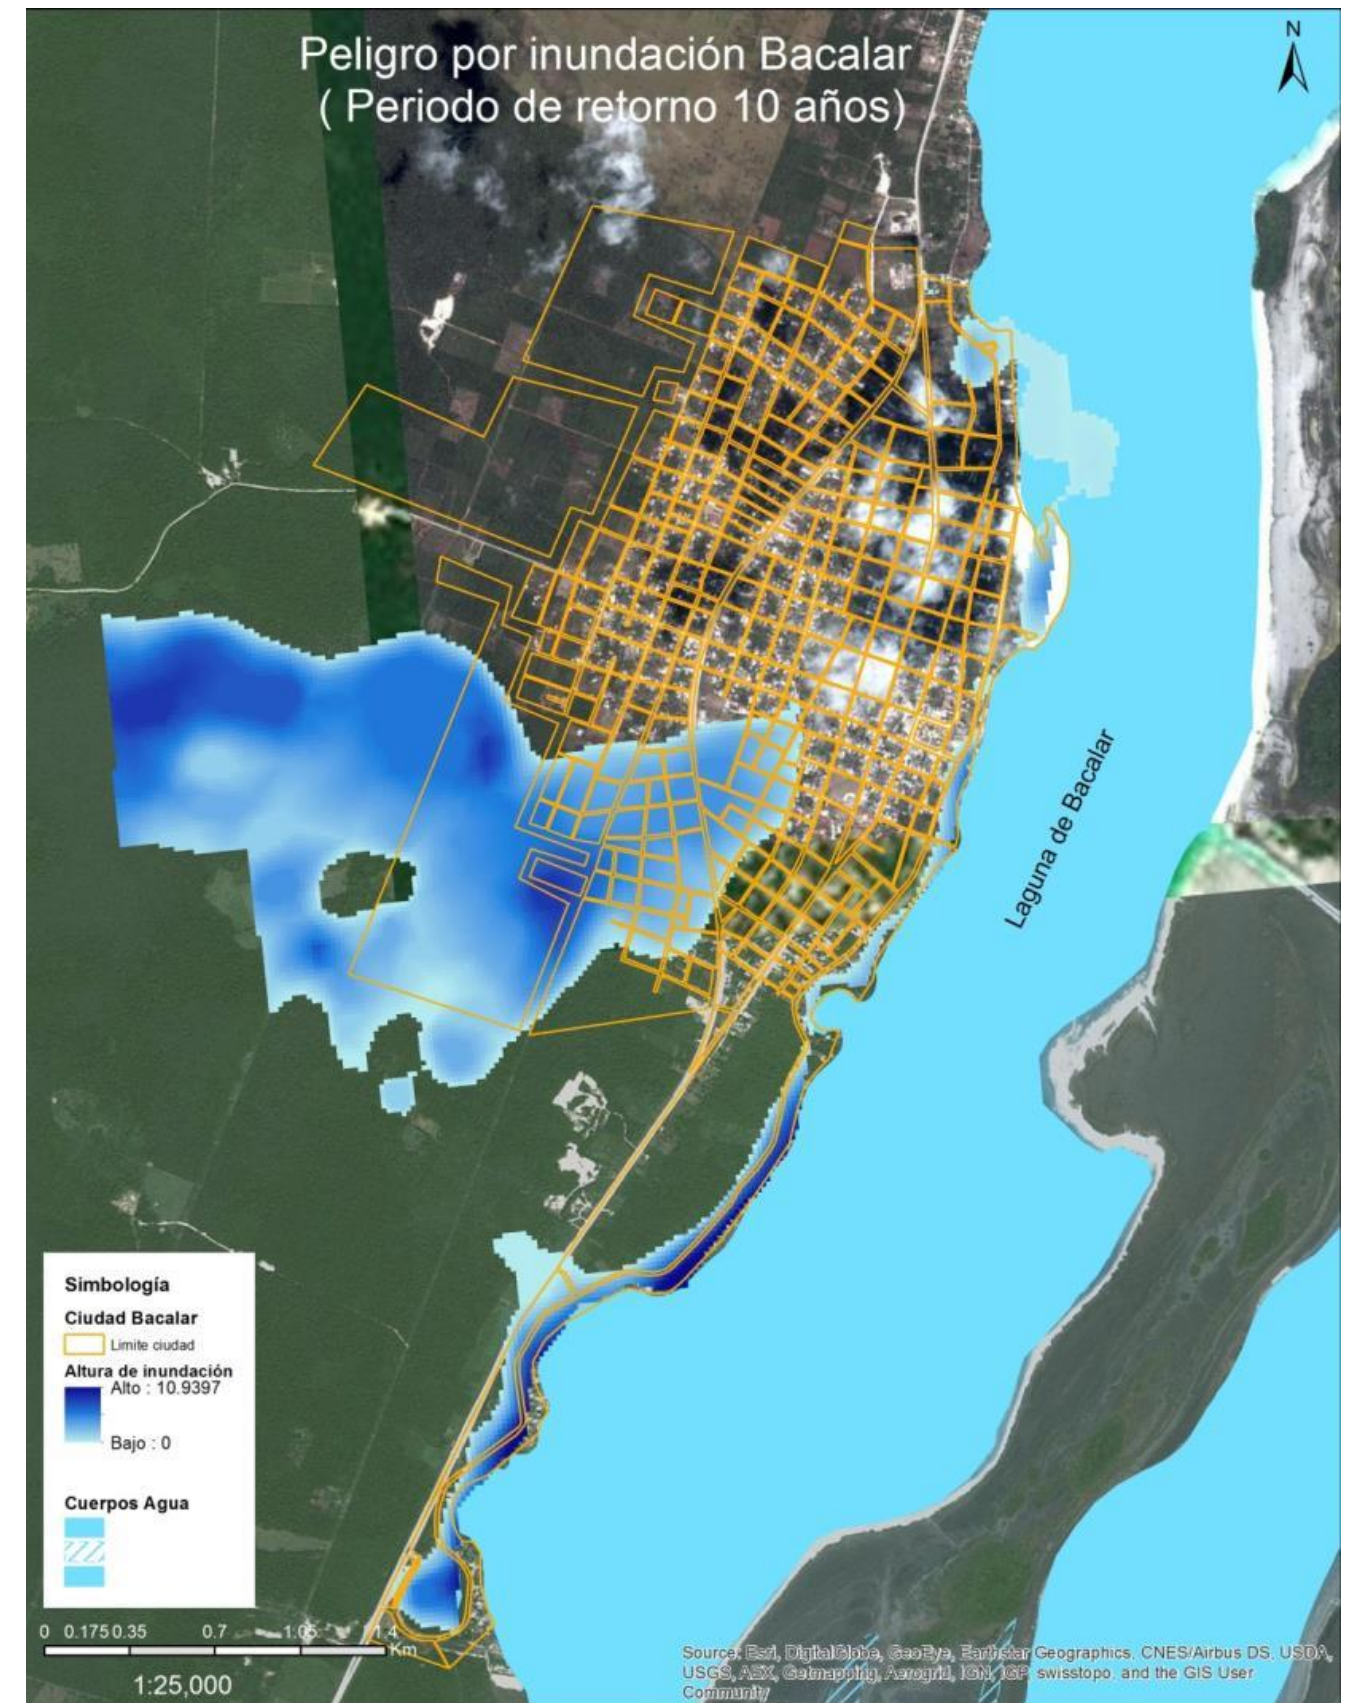 Peligro por inundación Bacalar
( Periodo de retorno 10 años)
N
Laguna de Bacalar
Simbología
Ciudad Bacalar
Limite ciudad
Altura de inundación
Alto : 10.9397
Bajo : 0
Cuerpos Agua
0 0.175 0.35 0.7 1.05 1.4
Km
1:25,000
Source: Esri, DigitalGlobe, GeoEye, Earthstar Geographics, CNES/Airbus DS, USDA,
USGS, AEX, Getmapping, Aerogrid, IGN, IGP, swisstopo, and the GIS User
Community